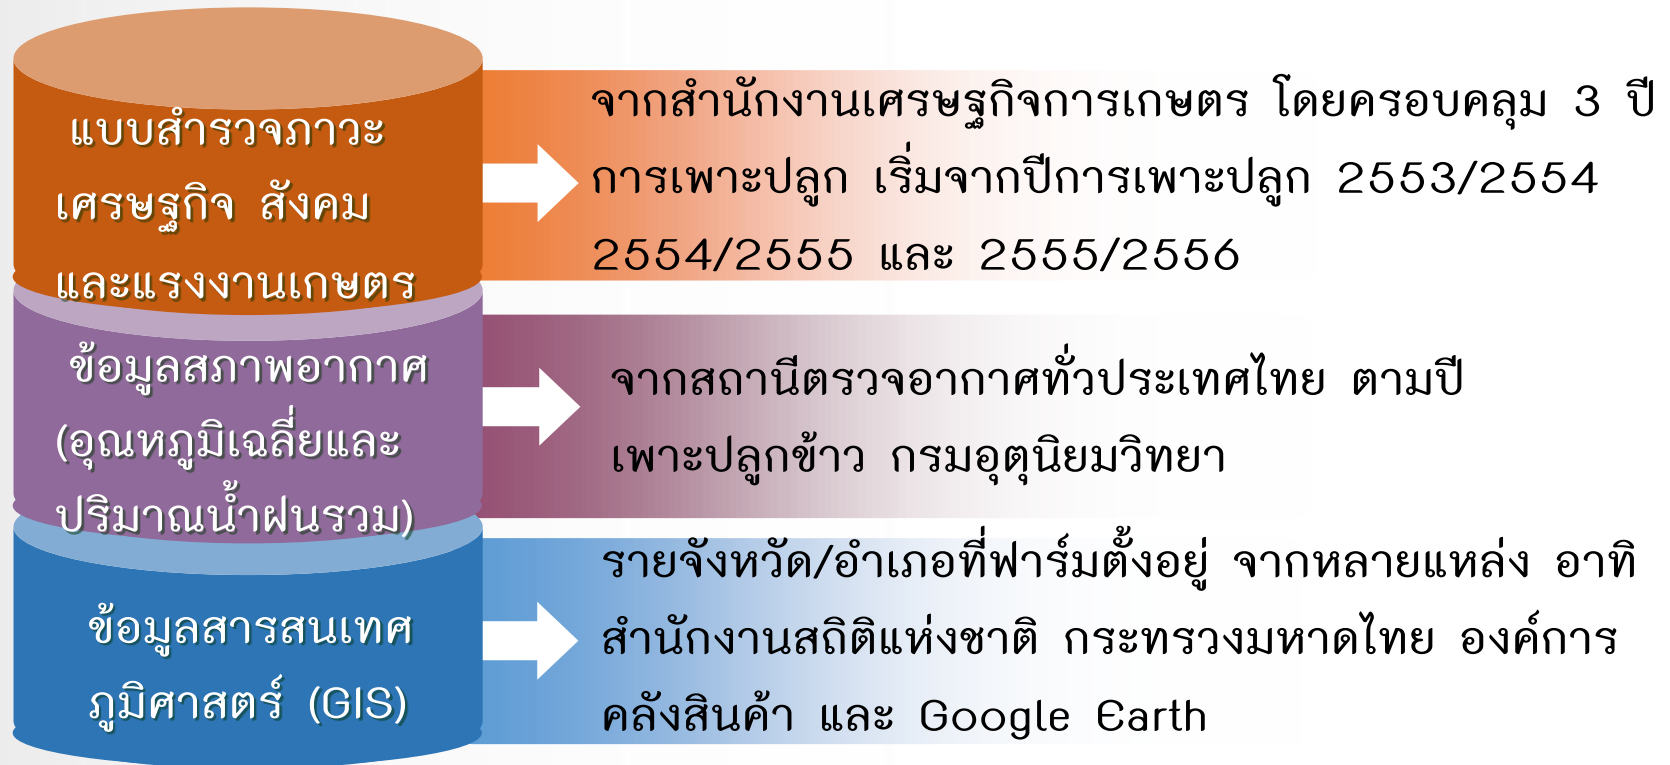 แบบสำรวจภาวะ
เศรษฐกิจ สังคม
และแรงงานเกษตร
จากสำนักงานเศรษฐกิจการเกษตร โดยครอบคลุม 3 ปี
การเพาะปลูก เริ่มจากปีการเพาะปลูก 2553/2554
2554/2555 และ 2555/2556
ข้อมูลสภาพอากาศ
(อุณหภูมิเฉลี่ยและ
ปริมาณน้ำฝนรวม)
จากสถานีตรวจอากาศทั่วประเทศไทย ตามปี
เพาะปลูกข้าว กรมอุตุนิยมวิทยา
ข้อมูลสารสนเทศ
ภูมิศาสตร์ (GIS)
รายจังหวัด/อำเภอที่ฟาร์มตั้งอยู่ จากหลายแหล่ง อาทิ
สำนักงานสถิติแห่งชาติ กระทรวงมหาดไทย องค์การ
คลังสินค้า และ Google Earth